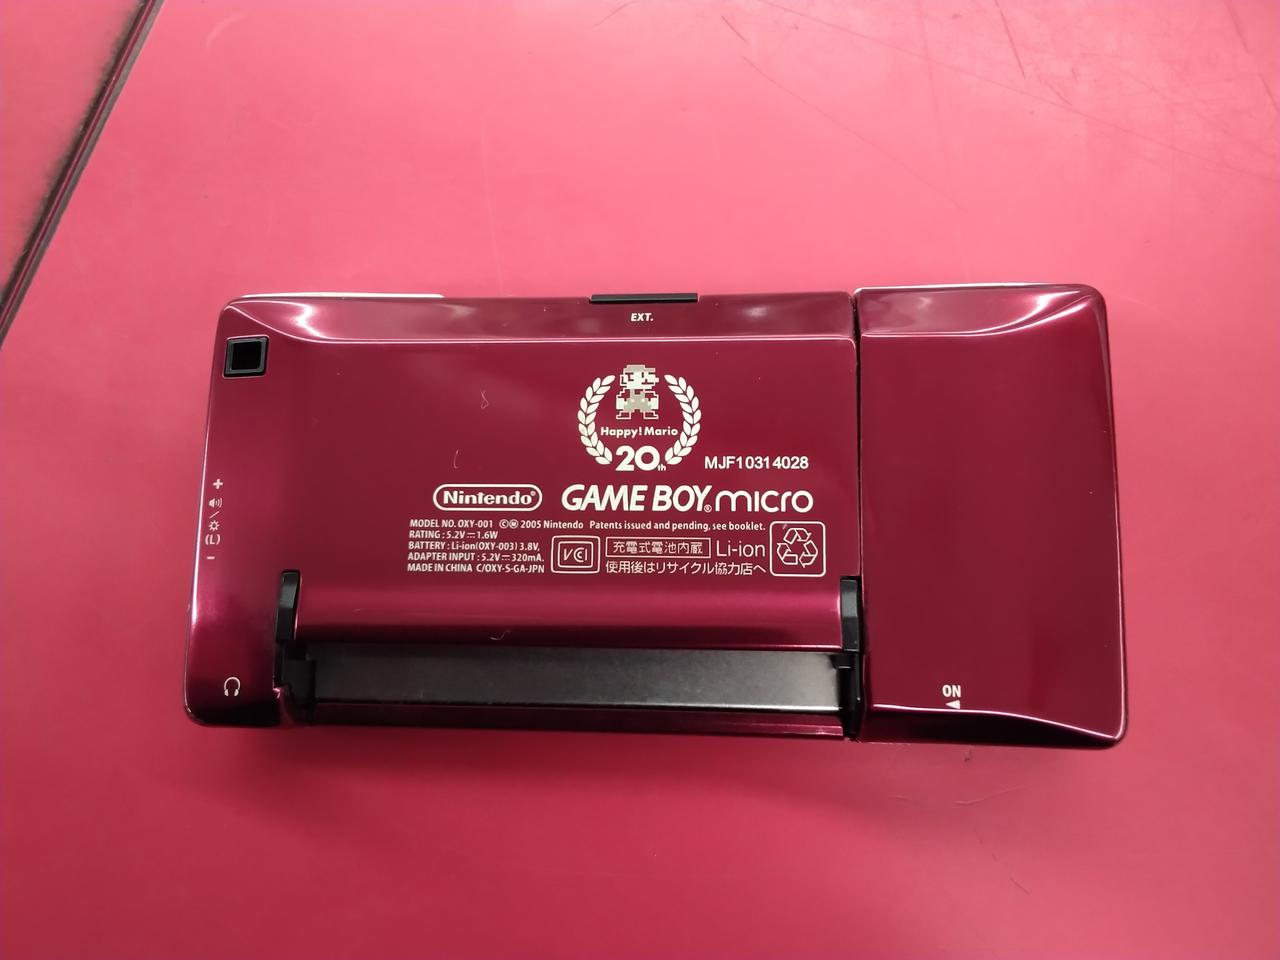 EXT.
Happy! Mario
20th
MJF10314028
Nintendo® GAME BOY® micro
MODEL NO. OXY-001 ©Ⓜ 2005 Nintendo Patents issued and pending, see booklet.
RATING : 5.2V⎓1.6W
BATTERY : Li-ion(OXY-003) 3.8V,
ADAPTER INPUT : 5.2V⎓320mA.
MADE IN CHINA C/OXY-S-GA-JPN
VCI
充電式電池内蔵 Li-ion
使用後はリサイクル協力店へ
+
(L)
-
ON